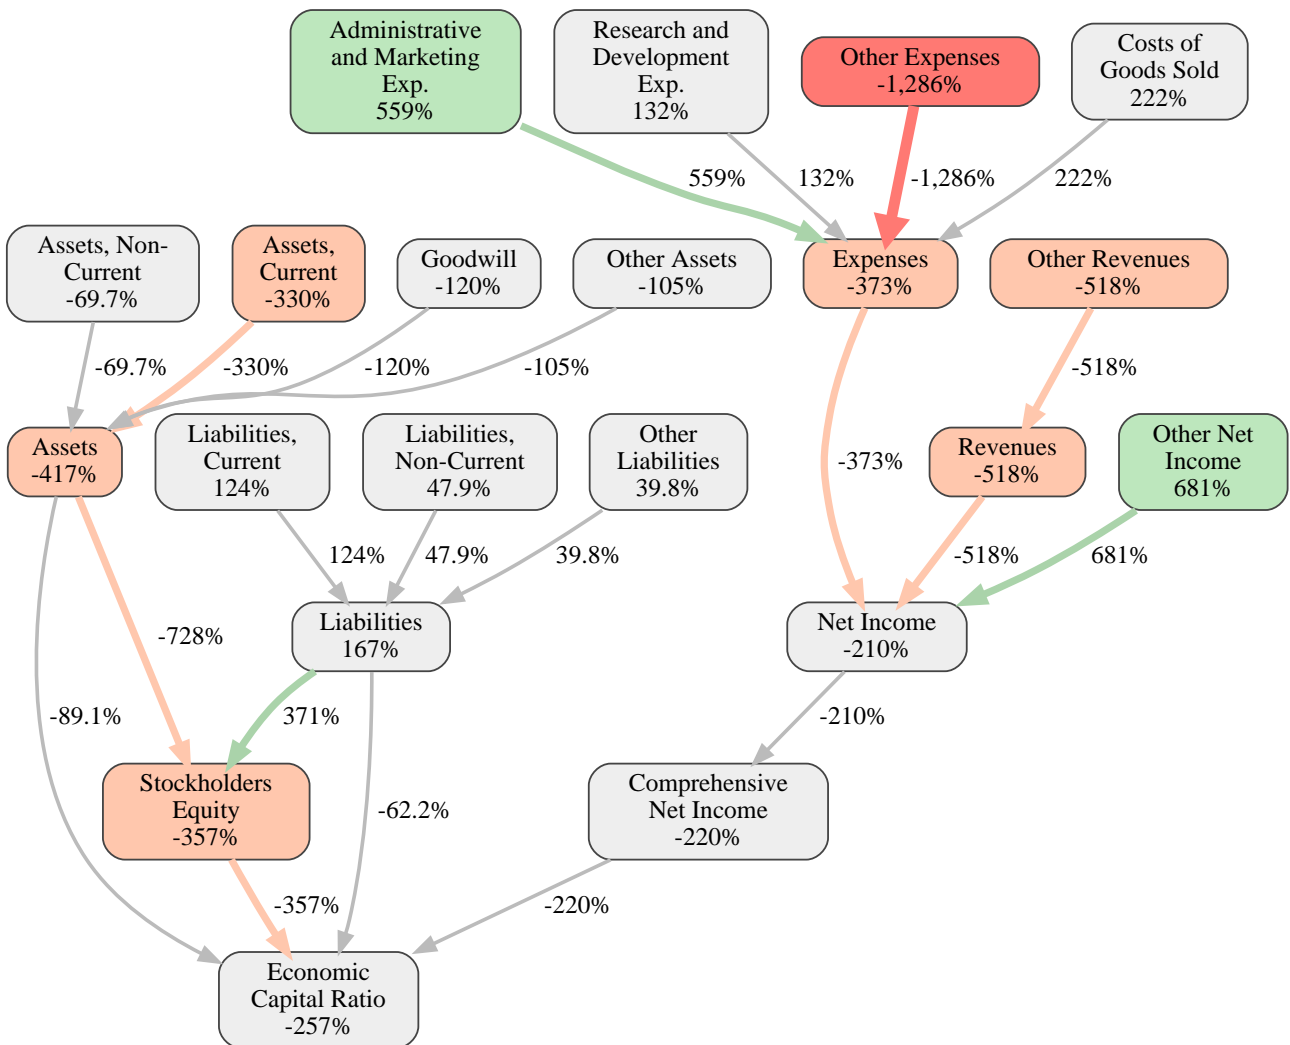 Administrative
and Marketing
Exp.
559%
Research and
Development
Exp.
132%
Other Expenses
-1,286%
Costs of
Goods Sold
222%
559%
132%
-1,286%
222%
Assets, Non-
Current
-69.7%
Assets,
Current
-330%
Goodwill
-120%
Other Assets
-105%
Expenses
-373%
Other Revenues
-518%
-69.7%
-330%
-120%
-105%
-518%
Assets
-417%
Liabilities,
Current
124%
Liabilities,
Non-Current
47.9%
Other
Liabilities
39.8%
-373%
Revenues
-518%
Other Net
Income
681%
124%
47.9%
39.8%
-518%
681%
-728%
Liabilities
167%
Net Income
-210%
-89.1%
371%
-210%
Stockholders
Equity
-357%
-62.2%
Comprehensive
Net Income
-220%
-357%
-220%
Economic
Capital Ratio
-257%